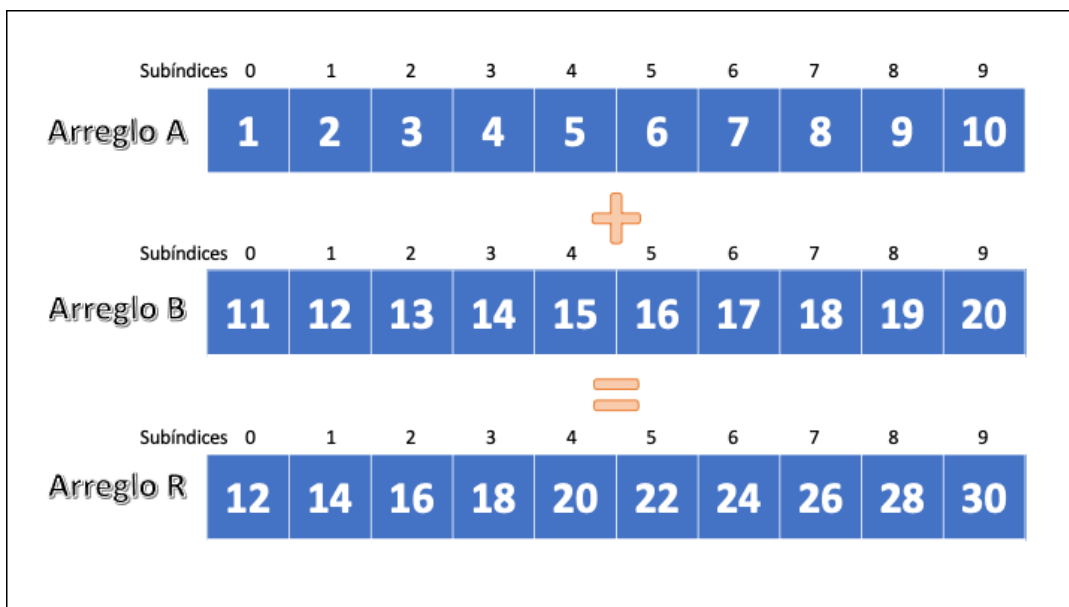 Subíndices 0 1 2 3 4 5 6 7 8 9
Arreglo A 1 2 3 4 5 6 7 8 9 10
+
Subíndices 0 1 2 3 4 5 6 7 8 9
Arreglo B 11 12 13 14 15 16 17 18 19 20
=
Subíndices 0 1 2 3 4 5 6 7 8 9
Arreglo R 12 14 16 18 20 22 24 26 28 30